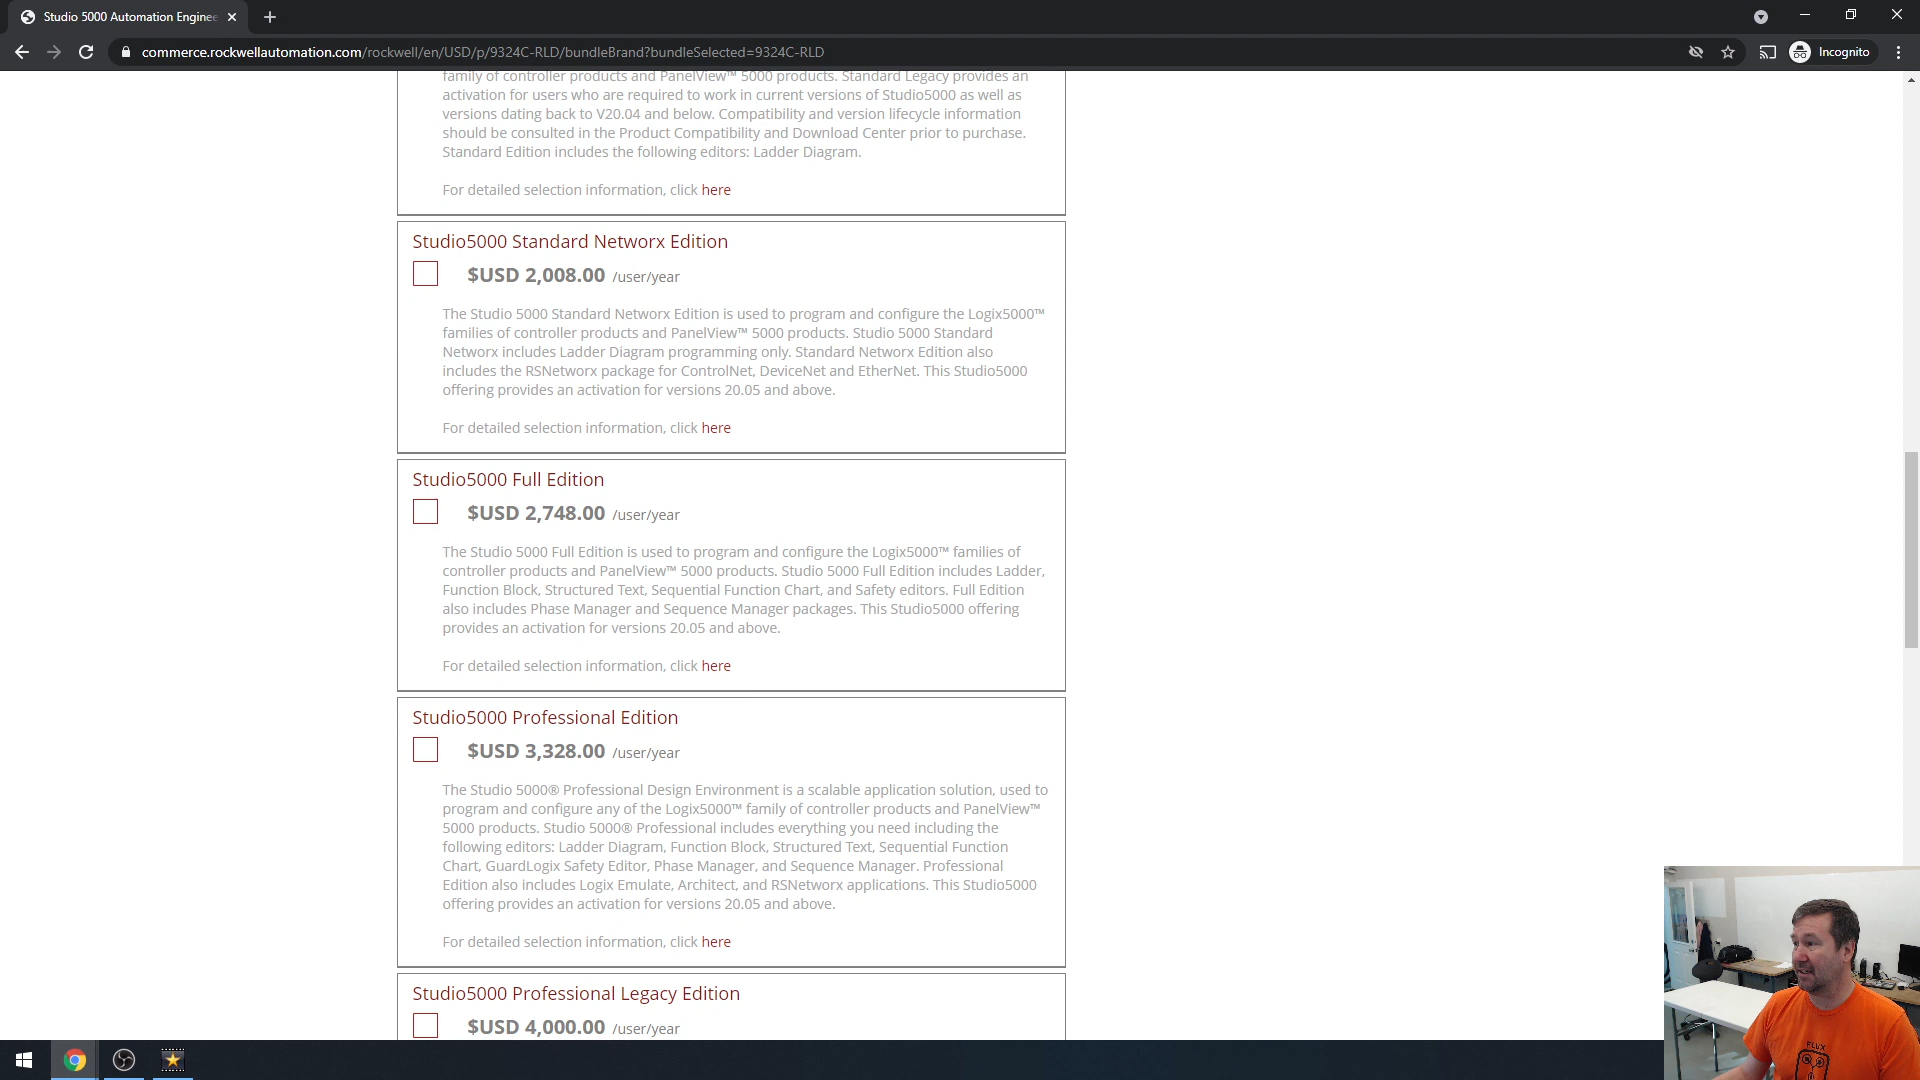 Studio 5000 Automation Enginee
commerce.rockwellautomation.com/rockwell/en/USD/p/9324C-RLD/bundleBrand?bundleSelected=9324C-RLD
Incognito
family of controller products and PanelView™ 5000 products. Standard Legacy provides an
activation for users who are required to work in current versions of Studio5000 as well as
versions dating back to V20.04 and below. Compatibility and version lifecycle information
should be consulted in the Product Compatibility and Download Center prior to purchase.
Standard Edition includes the following editors: Ladder Diagram.
For detailed selection information, click here
Studio5000 Standard Networx Edition
$USD 2,008.00 /user/year
The Studio 5000 Standard Networx Edition is used to program and configure the Logix5000™
families of controller products and PanelView™ 5000 products. Studio 5000 Standard
Networx includes Ladder Diagram programming only. Standard Networx Edition also
includes the RSNetworx package for ControlNet, DeviceNet and EtherNet. This Studio5000
offering provides an activation for versions 20.05 and above.
For detailed selection information, click here
Studio5000 Full Edition
$USD 2,748.00 /user/year
The Studio 5000 Full Edition is used to program and configure the Logix5000™ families of
controller products and PanelView™ 5000 products. Studio 5000 Full Edition includes Ladder,
Function Block, Structured Text, Sequential Function Chart, and Safety editors. Full Edition
also includes Phase Manager and Sequence Manager packages. This Studio5000 offering
provides an activation for versions 20.05 and above.
For detailed selection information, click here
Studio5000 Professional Edition
$USD 3,328.00 /user/year
The Studio 5000® Professional Design Environment is a scalable application solution, used to
program and configure any of the Logix5000™ family of controller products and PanelView™
5000 products. Studio 5000® Professional includes everything you need including the
following editors: Ladder Diagram, Function Block, Structured Text, Sequential Function
Chart, GuardLogix Safety Editor, Phase Manager, and Sequence Manager. Professional
Edition also includes Logix Emulate, Architect, and RSNetworx applications. This Studio5000
offering provides an activation for versions 20.05 and above.
For detailed selection information, click here
Studio5000 Professional Legacy Edition
$USD 4,000.00 /user/year
FLUX